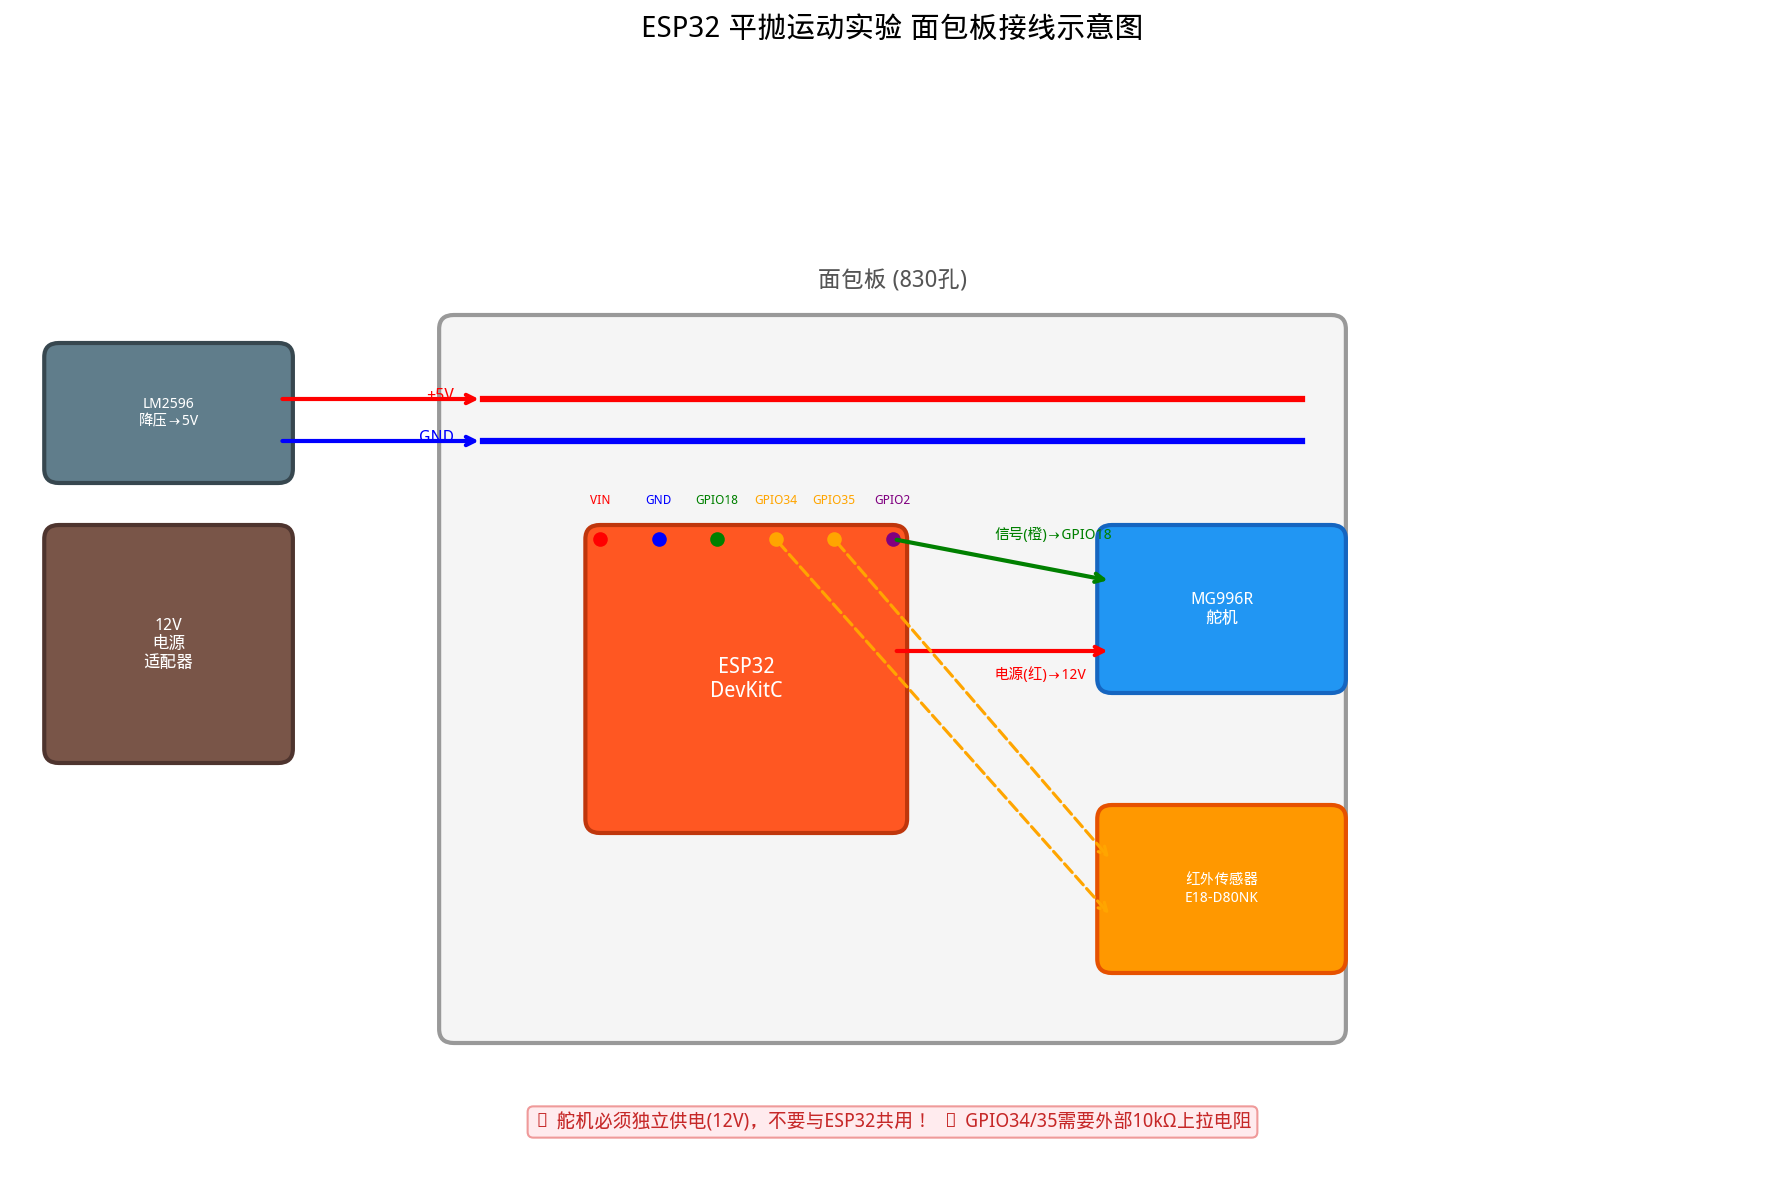 ESP32 平抛运动实验 面包板接线示意图
面包板 (830孔)
LM2596
降压→5V
+5V
GND
VIN
GND
GPIO18
GPIO34
GPIO35
GPIO2
信号(橙)→GPIO18
12V
电源
适配器
MG996R
舵机
ESP32
DevKitC
电源(红)→12V
红外传感器
E18-D80NK
舵机必须独立供电(12V)，不要与ESP32共用！ GPIO34/35需要外部10kΩ上拉电阻